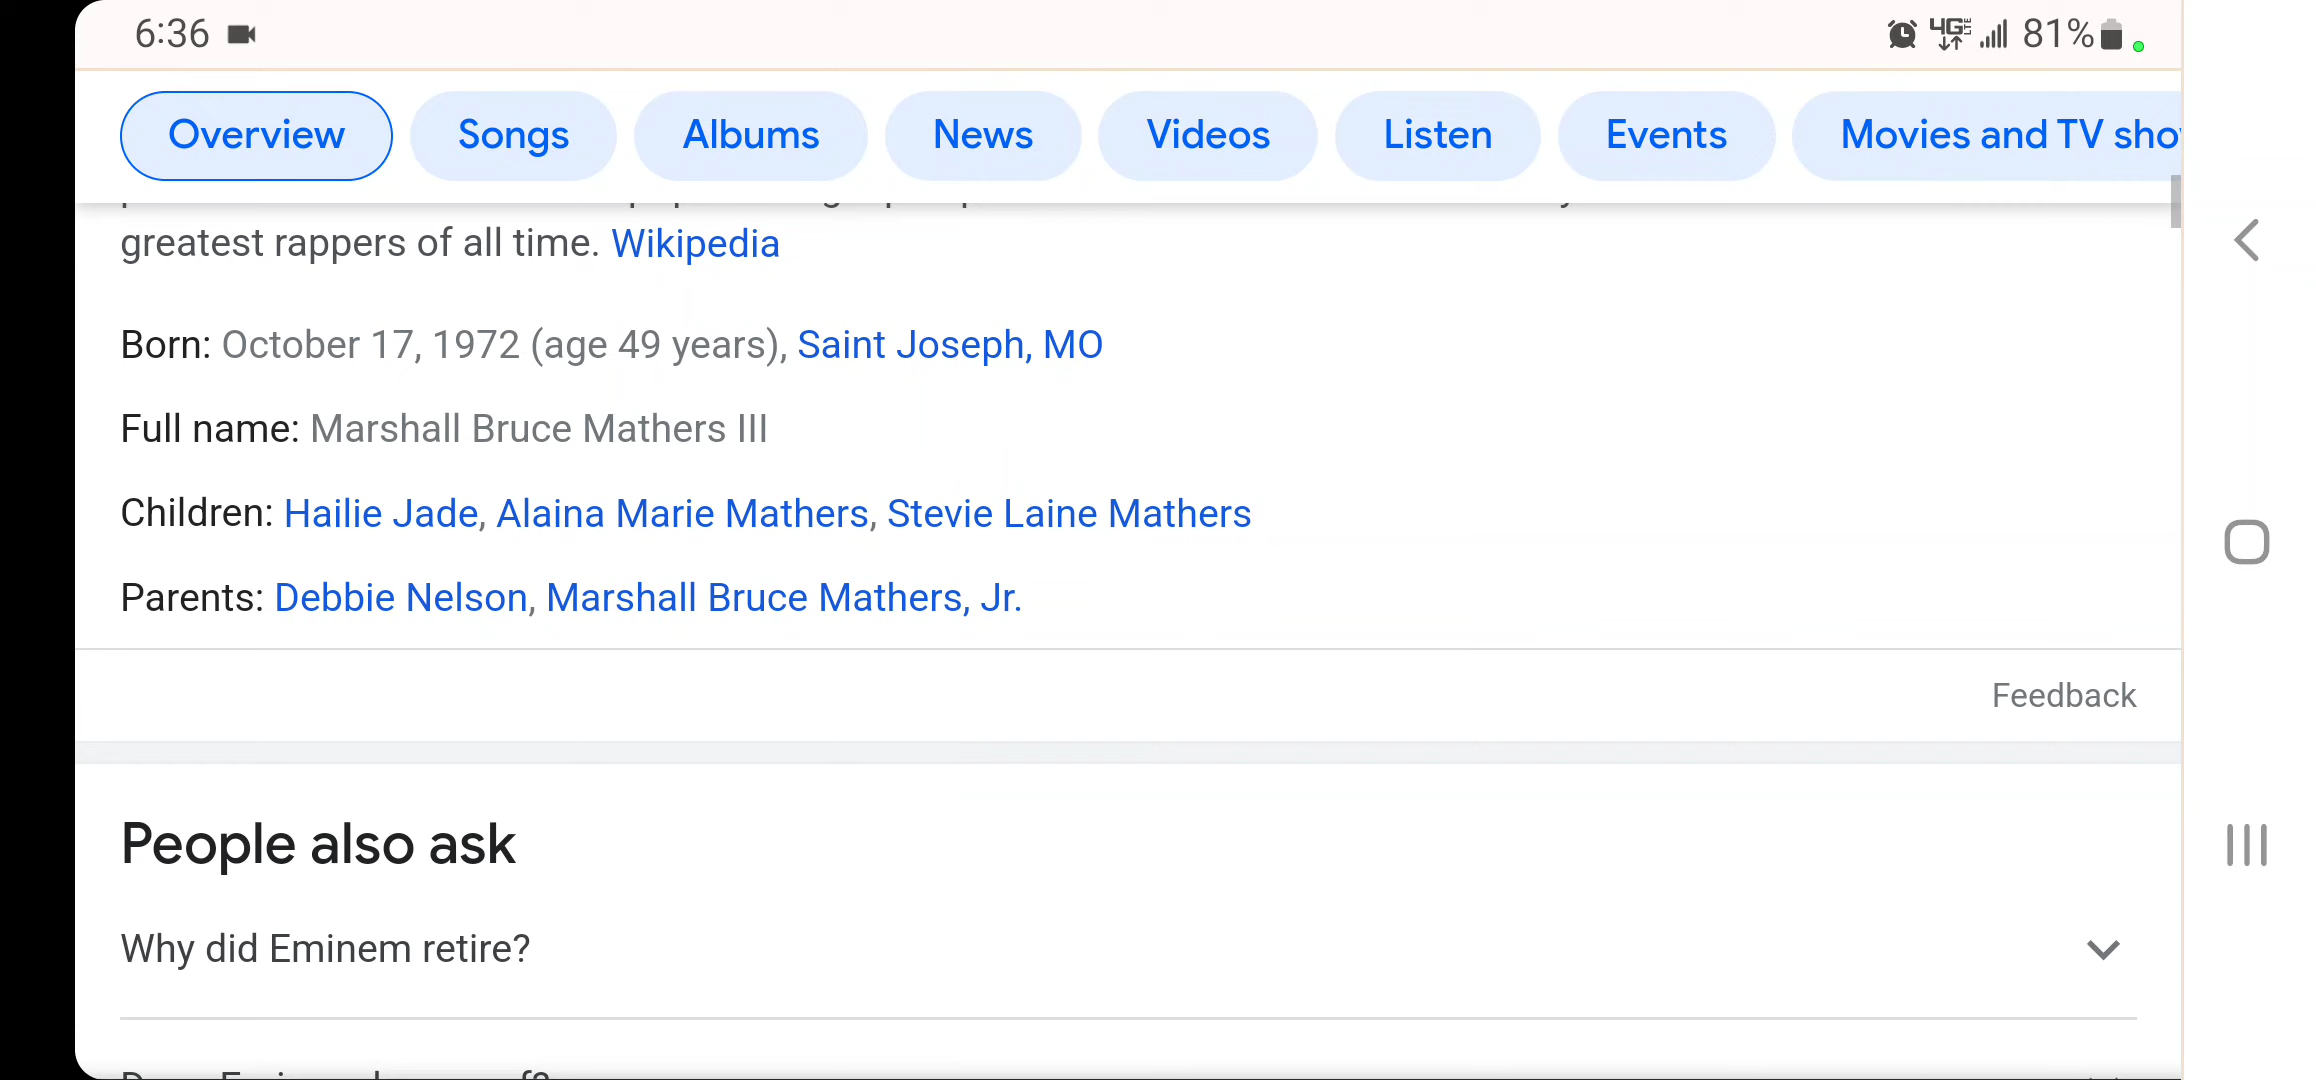 6:36 4G LTE 81%
Overview Songs Albums News Videos Listen Events Movies and TV sho
greatest rappers of all time. Wikipedia
Born: October 17, 1972 (age 49 years), Saint Joseph, MO
Full name: Marshall Bruce Mathers III
Children: Hailie Jade, Alaina Marie Mathers, Stevie Laine Mathers
Parents: Debbie Nelson, Marshall Bruce Mathers, Jr.
Feedback
People also ask
Why did Eminem retire?